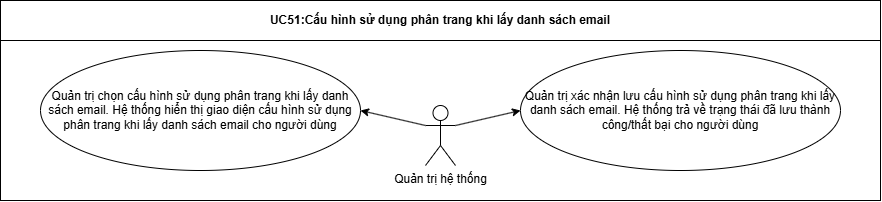 UC51:Cấu hình sử dụng phân trang khi lấy danh sách email
Quản trị chọn cấu hình sử dụng phân trang khi lấy danh
sách email. Hệ thống hiển thị giao diện cấu hình sử dụng
phân trang khi lấy danh sách email cho người dùng
Quản trị xác nhận lưu cấu hình sử dụng phân trang khi lấy
danh sách email. Hệ thống trả về trạng thái đã lưu thành
công/thất bại cho người dùng
Quản trị hệ thống